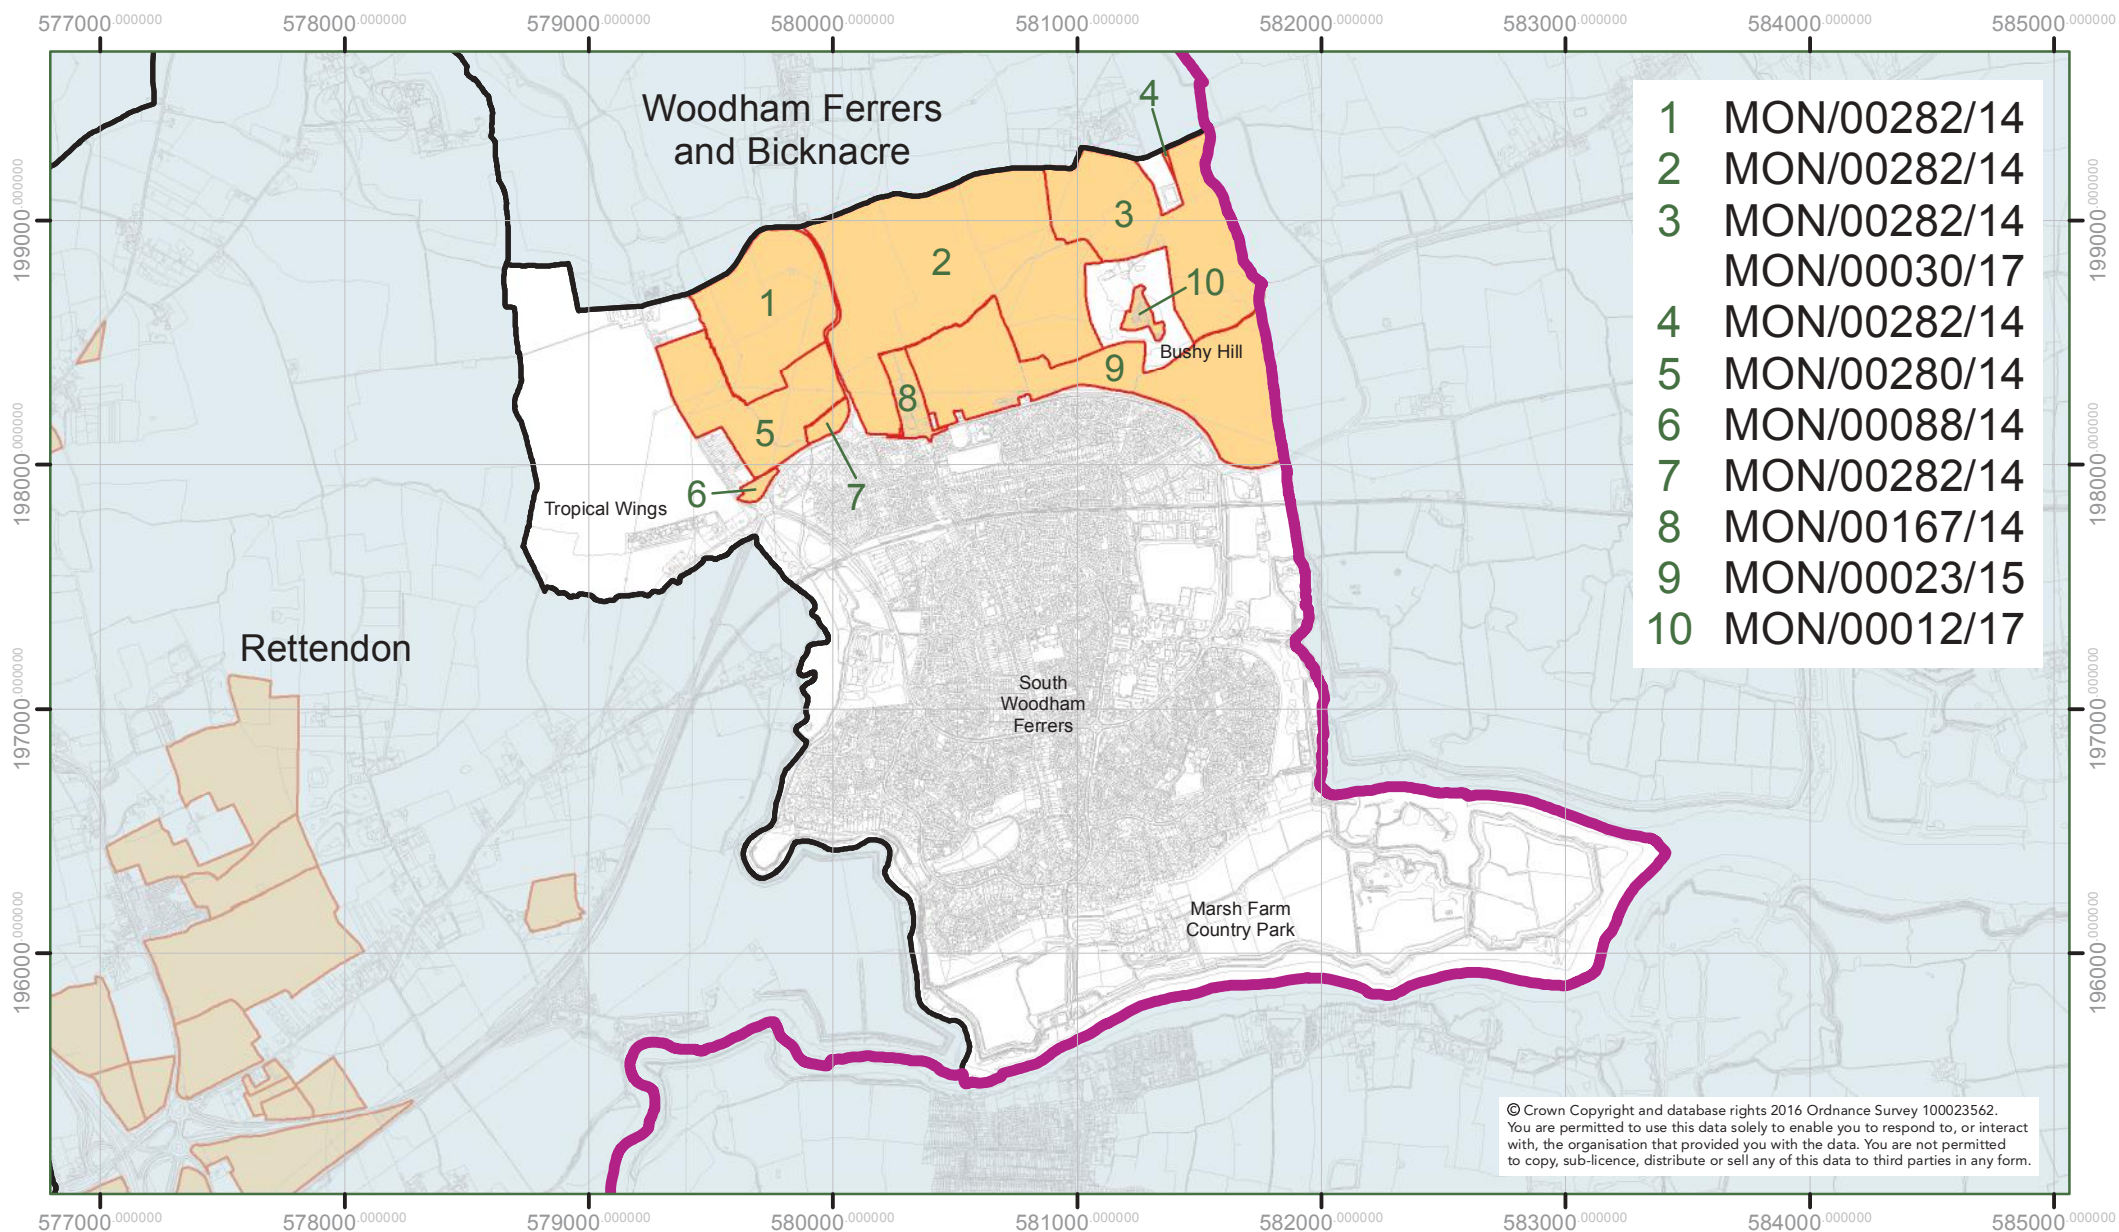 577000.000000 578000.000000 579000.000000 580000.000000 581000.000000 582000.000000 583000.000000 584000.000000 585000.000000
Woodham Ferrers
and Bicknacre
4
3
2
1
10
Bushy Hill
9
8
5
6
7
Tropical Wings
Rettendon
South
Woodham
Ferrers
Marsh Farm
Country Park
1 MON/00282/14
2 MON/00282/14
3 MON/00282/14
MON/00030/17
4 MON/00282/14
5 MON/00280/14
6 MON/00088/14
7 MON/00282/14
8 MON/00167/14
9 MON/00023/15
10 MON/00012/17
199000.000000
198000.000000
197000.000000
196000.000000
199000.000000
198000.000000
197000.000000
196000.000000
© Crown Copyright and database rights 2016 Ordnance Survey 100023562.
You are permitted to use this data solely to enable you to respond to, or interact
with, the organisation that provided you with the data. You are not permitted
to copy, sub-licence, distribute or sell any of this data to third parties in any form.
577000.000000 578000.000000 579000.000000 580000.000000 581000.000000 582000.000000 583000.000000 584000.000000 585000.000000